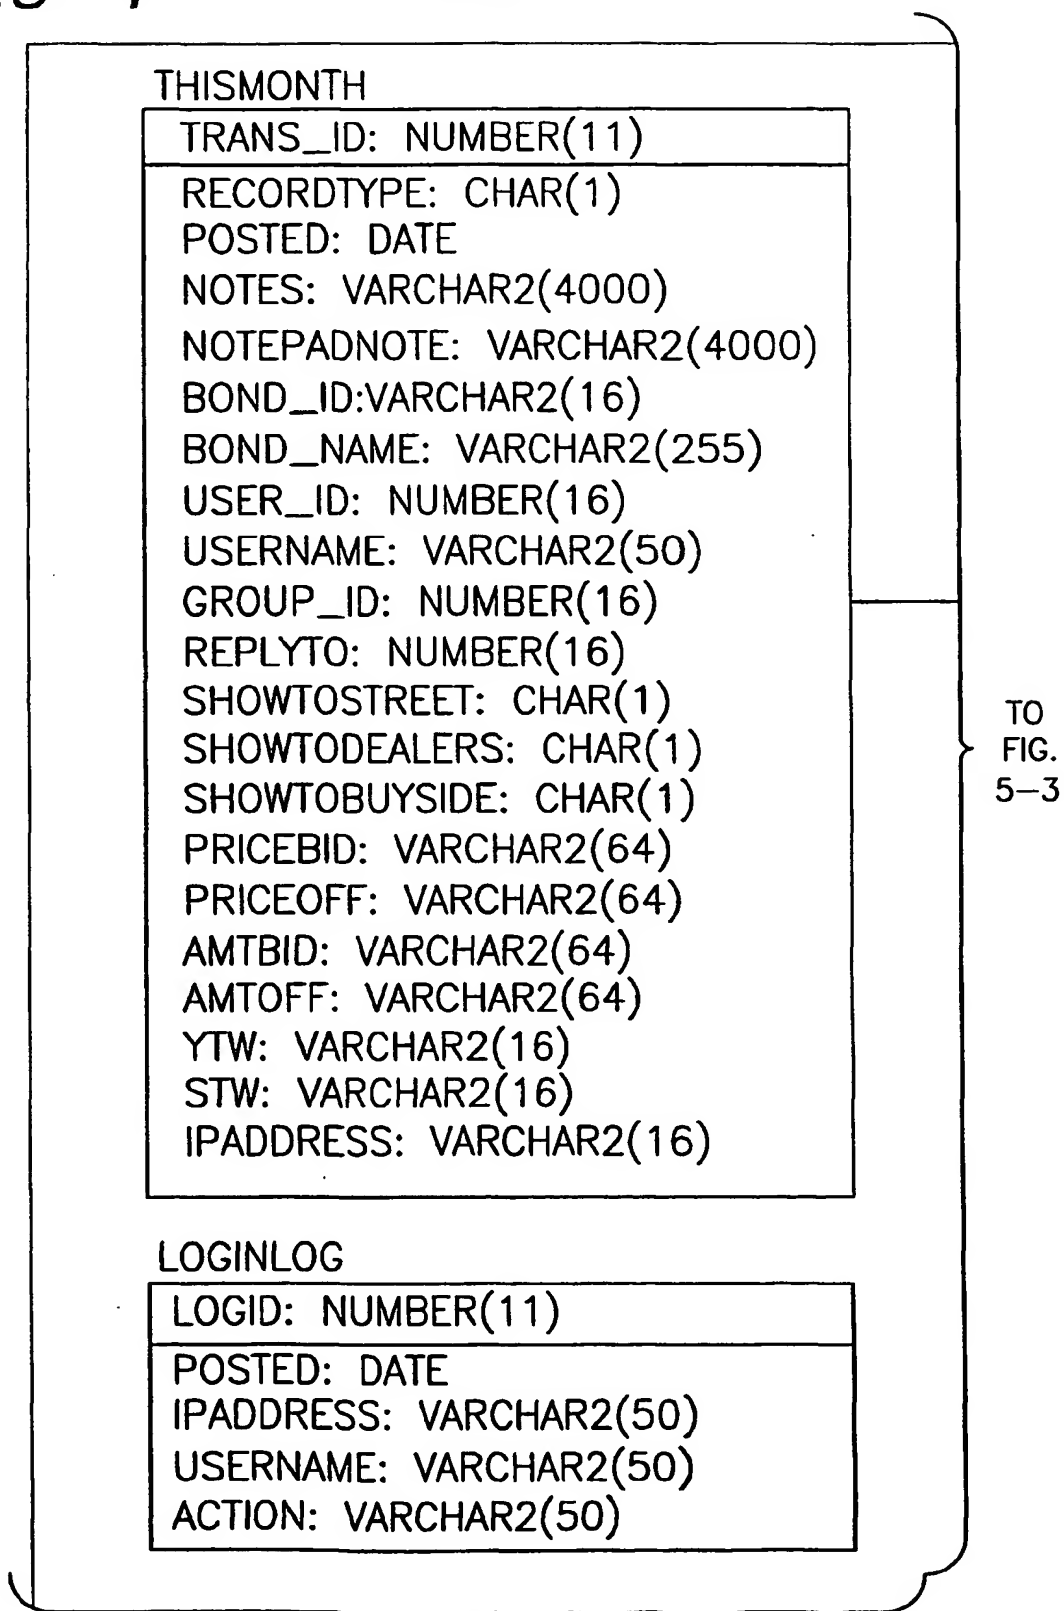 THISMONTH
TRANS_ID: NUMBER(11)
RECORDTYPE: CHAR(1)
POSTED: DATE
NOTES: VARCHAR2(4000)
NOTEPADNOTE: VARCHAR2(4000)
BOND_ID:VARCHAR2(16)
BOND_NAME: VARCHAR2(255)
USER_ID: NUMBER(16)
USERNAME: VARCHAR2(50)
GROUP_ID: NUMBER(16)
REPLYTO: NUMBER(16)
SHOWTOSTREET: CHAR(1)
SHOWTODEALERS: CHAR(1)
SHOWTOBUYSIDE: CHAR(1)
PRICEBID: VARCHAR2(64)
PRICEOFF: VARCHAR2(64)
AMTBID: VARCHAR2(64)
AMTOFF: VARCHAR2(64)
YTW: VARCHAR2(16)
STW: VARCHAR2(16)
IPADDRESS: VARCHAR2(16)
TO
FIG.
5–3
LOGINLOG
LOGID: NUMBER(11)
POSTED: DATE
IPADDRESS: VARCHAR2(50)
USERNAME: VARCHAR2(50)
ACTION: VARCHAR2(50)